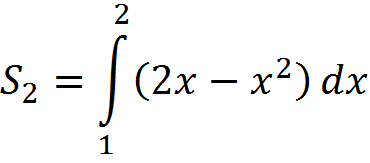 S₂ = ∫₁² (2x − x²) dx